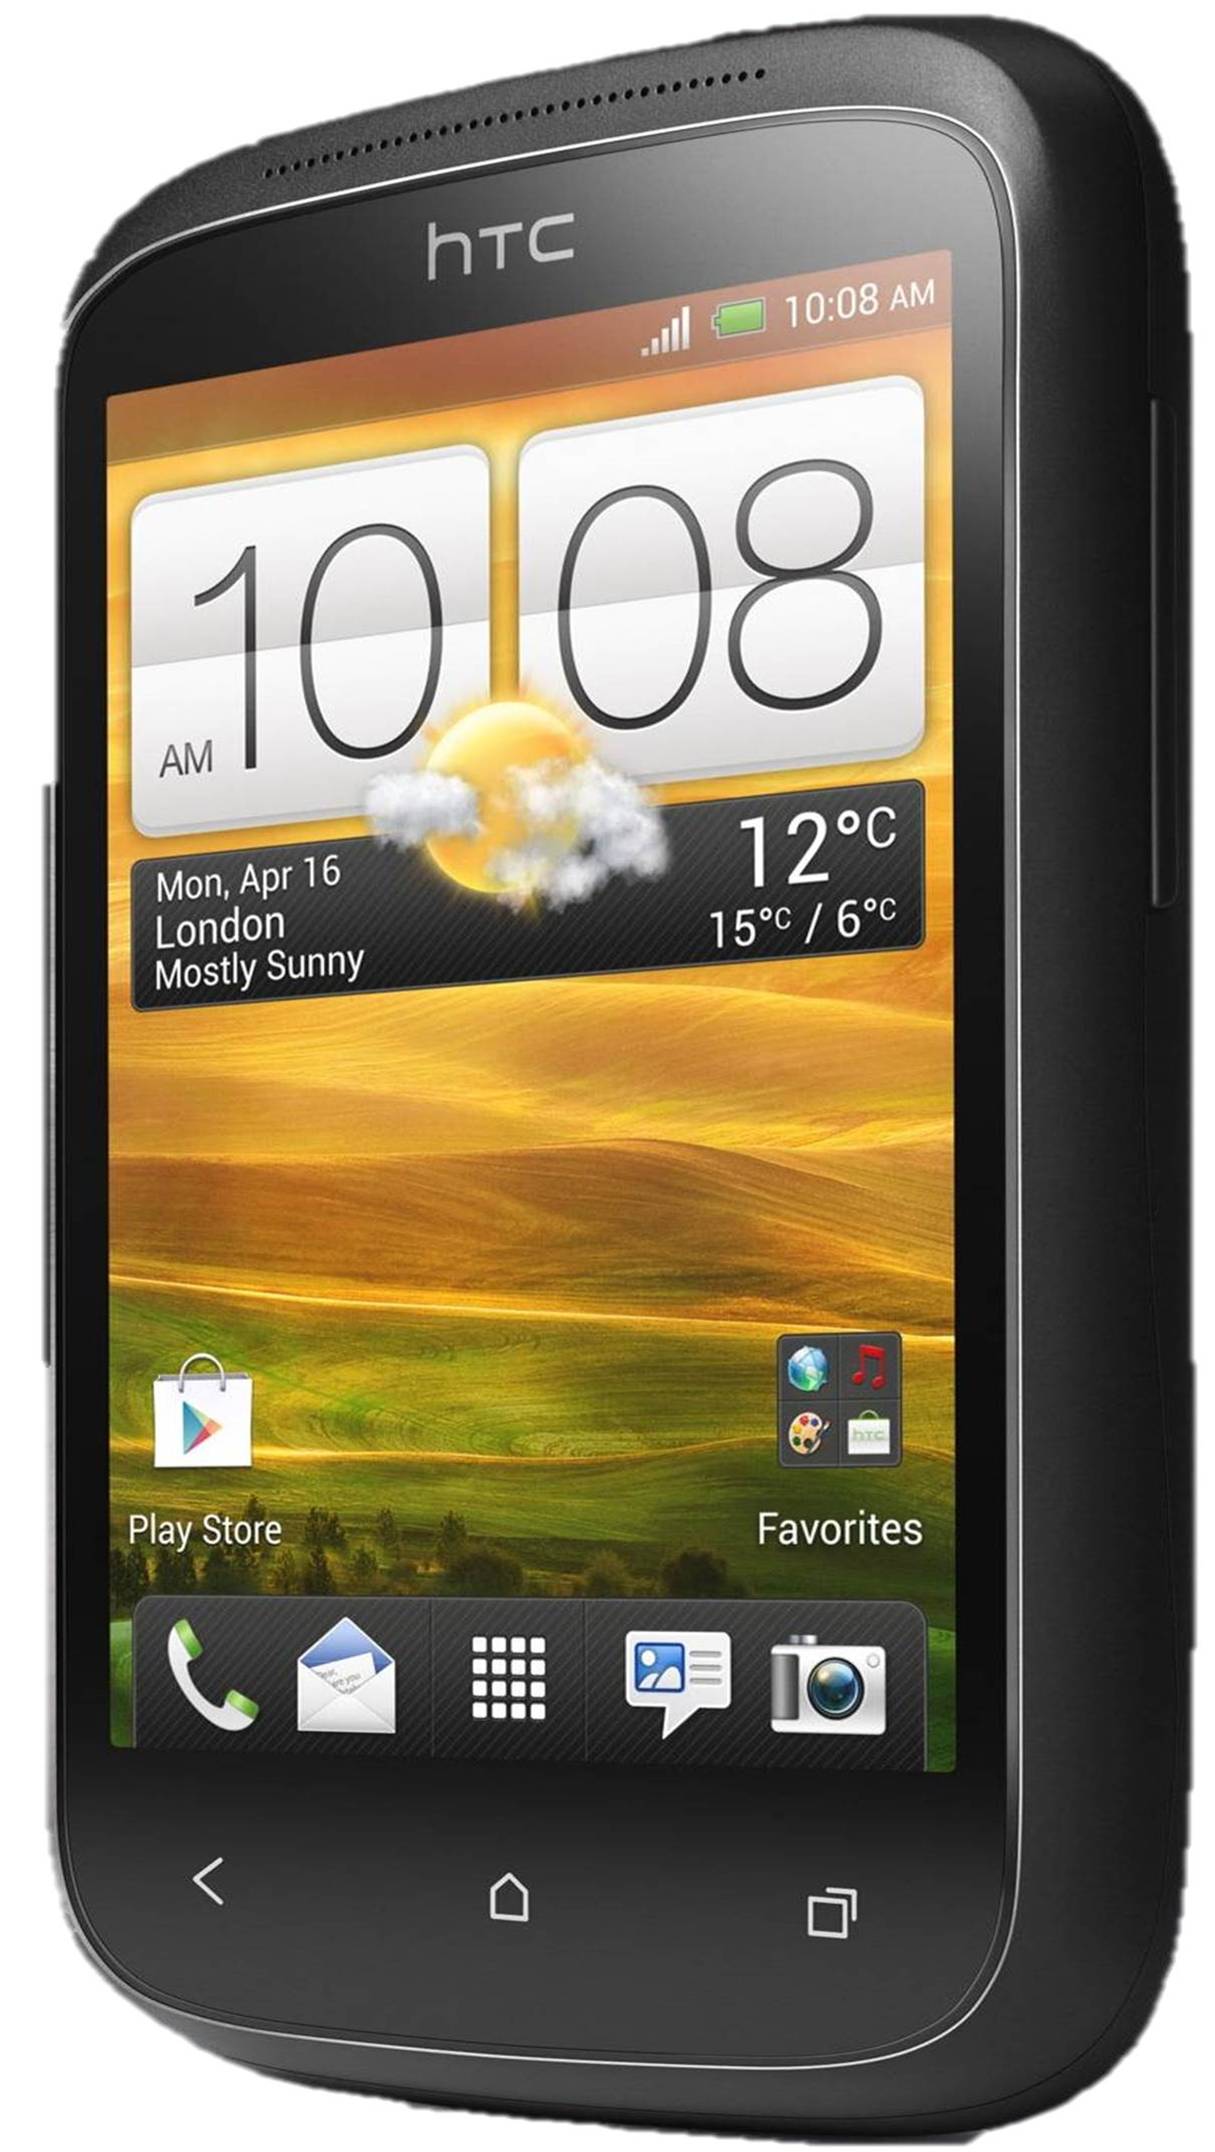 hTC
10:08 AM
10 08
AM
12°C
Mon, Apr 16
15°C / 6°C
London
Mostly Sunny
hTC
Play Store
Favorites